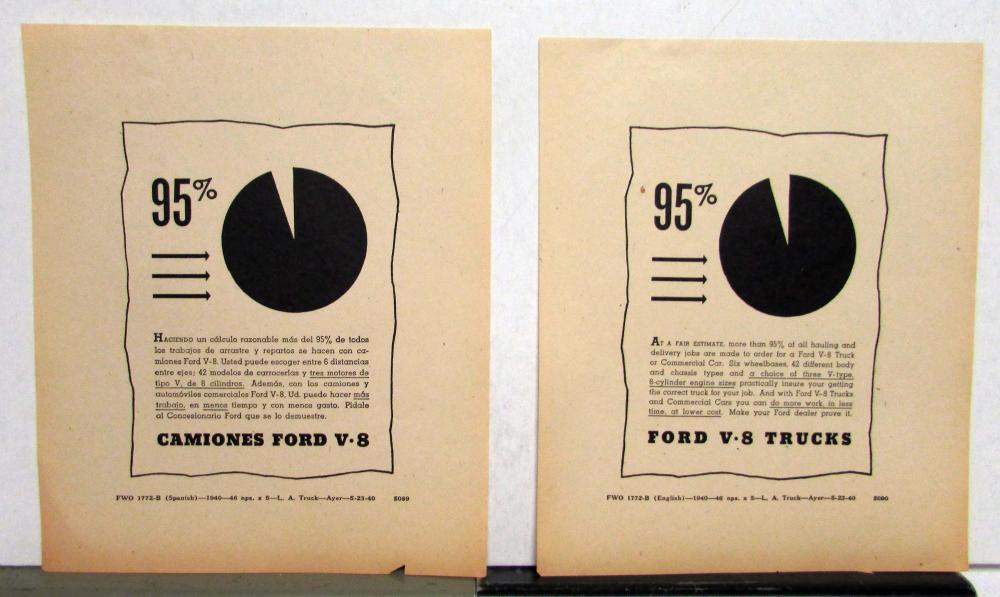 95%
HACIENDO un cálculo razonable más del 95% de todos
los trabajos de arrastre y repartos se hacen con ca-
miones Ford V-8. Usted puede escoger entre 6 distancias
entre ejes; 42 modelos de carrocerías y tres motores de
tipo V, de 8 cilindros. Además, con los camiones y
automóviles comerciales Ford V-8, Ud. puede hacer más
trabajo, en menos tiempo y con menos gasto. Pídale
al Concesionario Ford que se lo demuestre.
CAMIONES FORD V·8
FWO 1772-B (Spanish)—1940—46 nps. x 5—L. A. Truck—Ayer—5-23-40 5089
95%
AT A FAIR ESTIMATE, more than 95% of all hauling and
delivery jobs are made to order for a Ford V-8 Truck
or Commercial Car. Six wheelbases, 42 different body
and chassis types and a choice of three V-type,
8-cylinder engine sizes practically insure your getting
the correct truck for your job. And with Ford V-8 Trucks
and Commercial Cars you can do more work, in less
time, at lower cost. Make your Ford dealer prove it.
FORD V·8 TRUCKS
FWO 1772-B (English)—1940—46 nps. x 5—L. A. Truck—Ayer—5-23-40